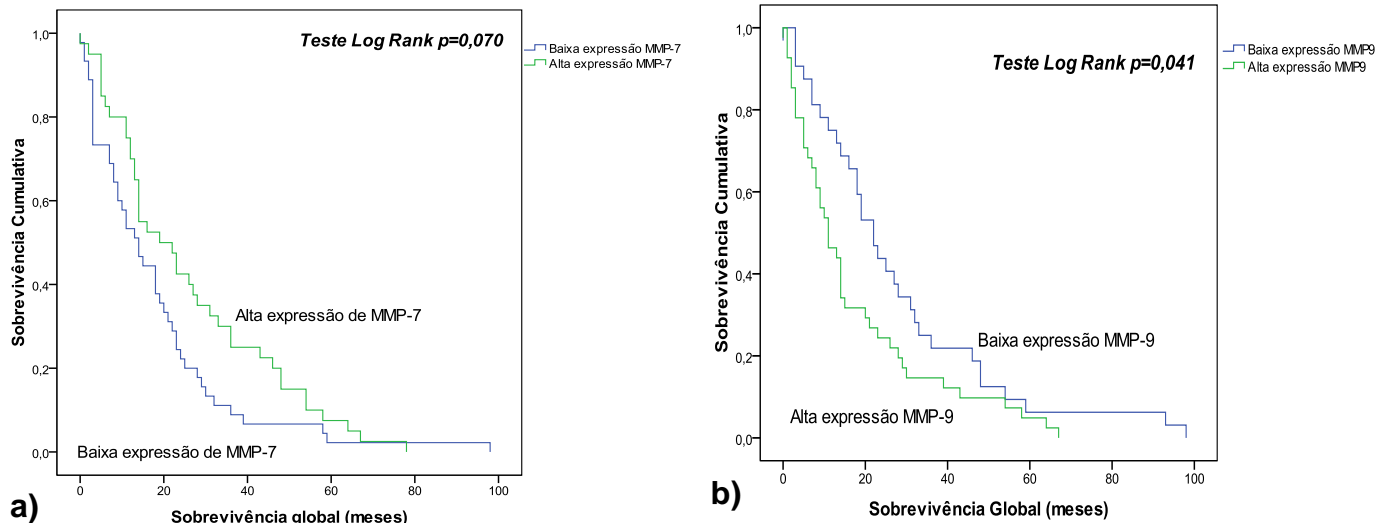 Teste Log Rank p=0,070
Baixa expressão MMP-7
Alta expressão MMP-7
Sobrevivência Cumulativa
1,0
0,8
0,6
0,4
0,2
0,0
Alta expressão de MMP-7
Baixa expressão de MMP-7
0 20 40 60 80 100
Sobrevivência global (meses)
a)
Teste Log Rank p=0,041
Baixa expressão MMP9
Alta expressão MMP9
Sobrevivência Cumulativa
1,0
0,8
0,6
0,4
0,2
0,0
Baixa expressão MMP-9
Alta expressão MMP-9
0 20 40 60 80 100
Sobrevivência Global (meses)
b)